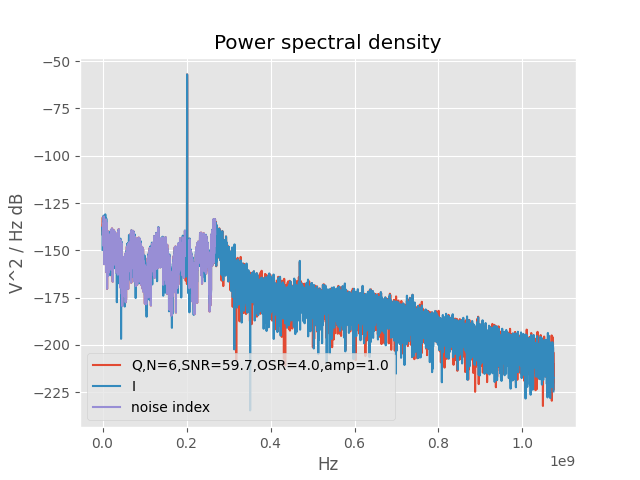 Power spectral density
−50
−75
−100
−125
−150
−175
−200
−225
V^2 / Hz dB
Q,N=6,SNR=59.7,OSR=4.0,amp=1.0
I
noise index
0.0 0.2 0.4 0.6 0.8 1.0
1e9
Hz